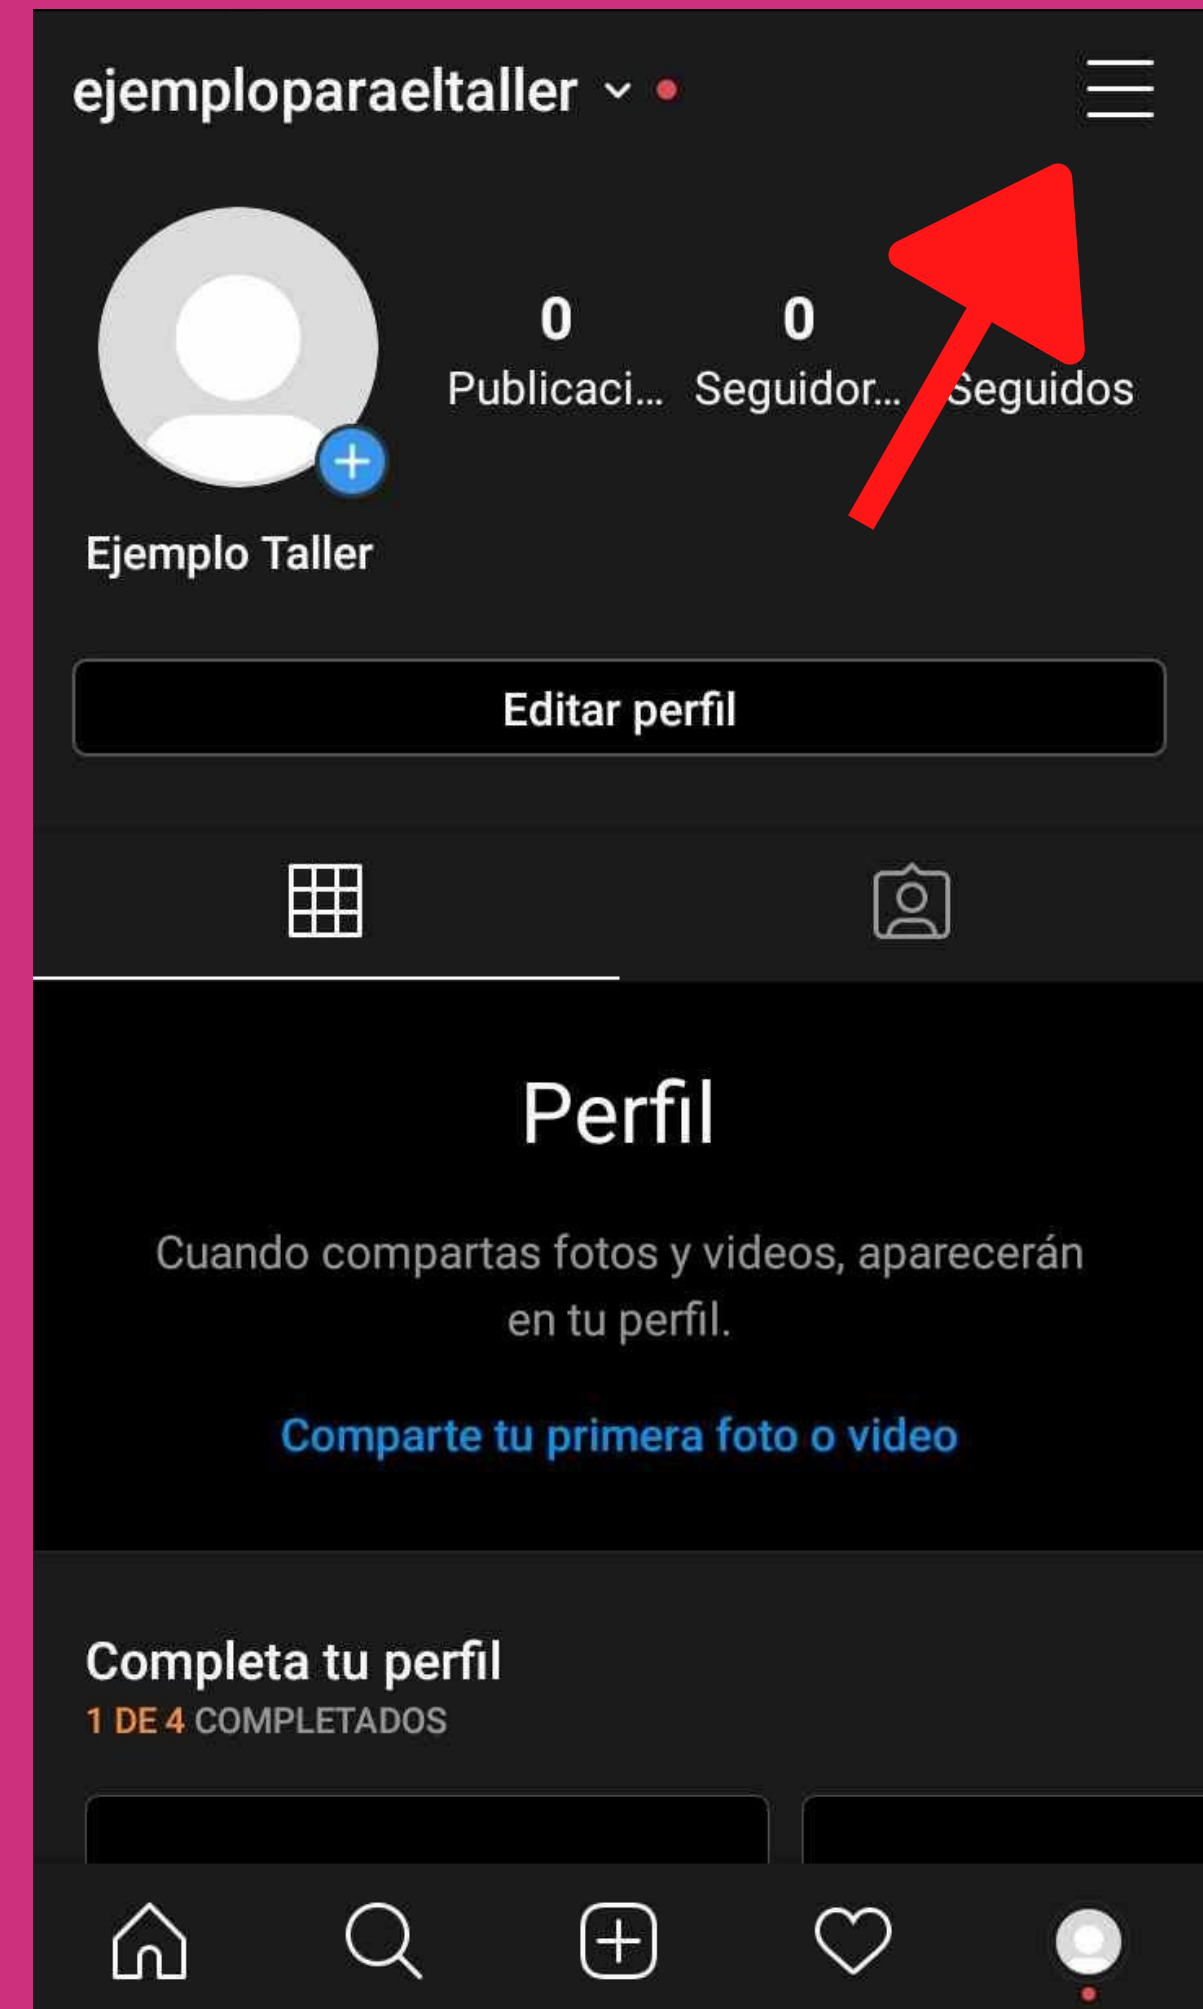 ejemploparaeltaller
0 0
Publicaci... Seguidor... Seguidos
Ejemplo Taller
Editar perfil
Perfil
Cuando compartas fotos y videos, aparecerán
en tu perfil.
Comparte tu primera foto o video
Completa tu perfil
1 DE 4 COMPLETADOS